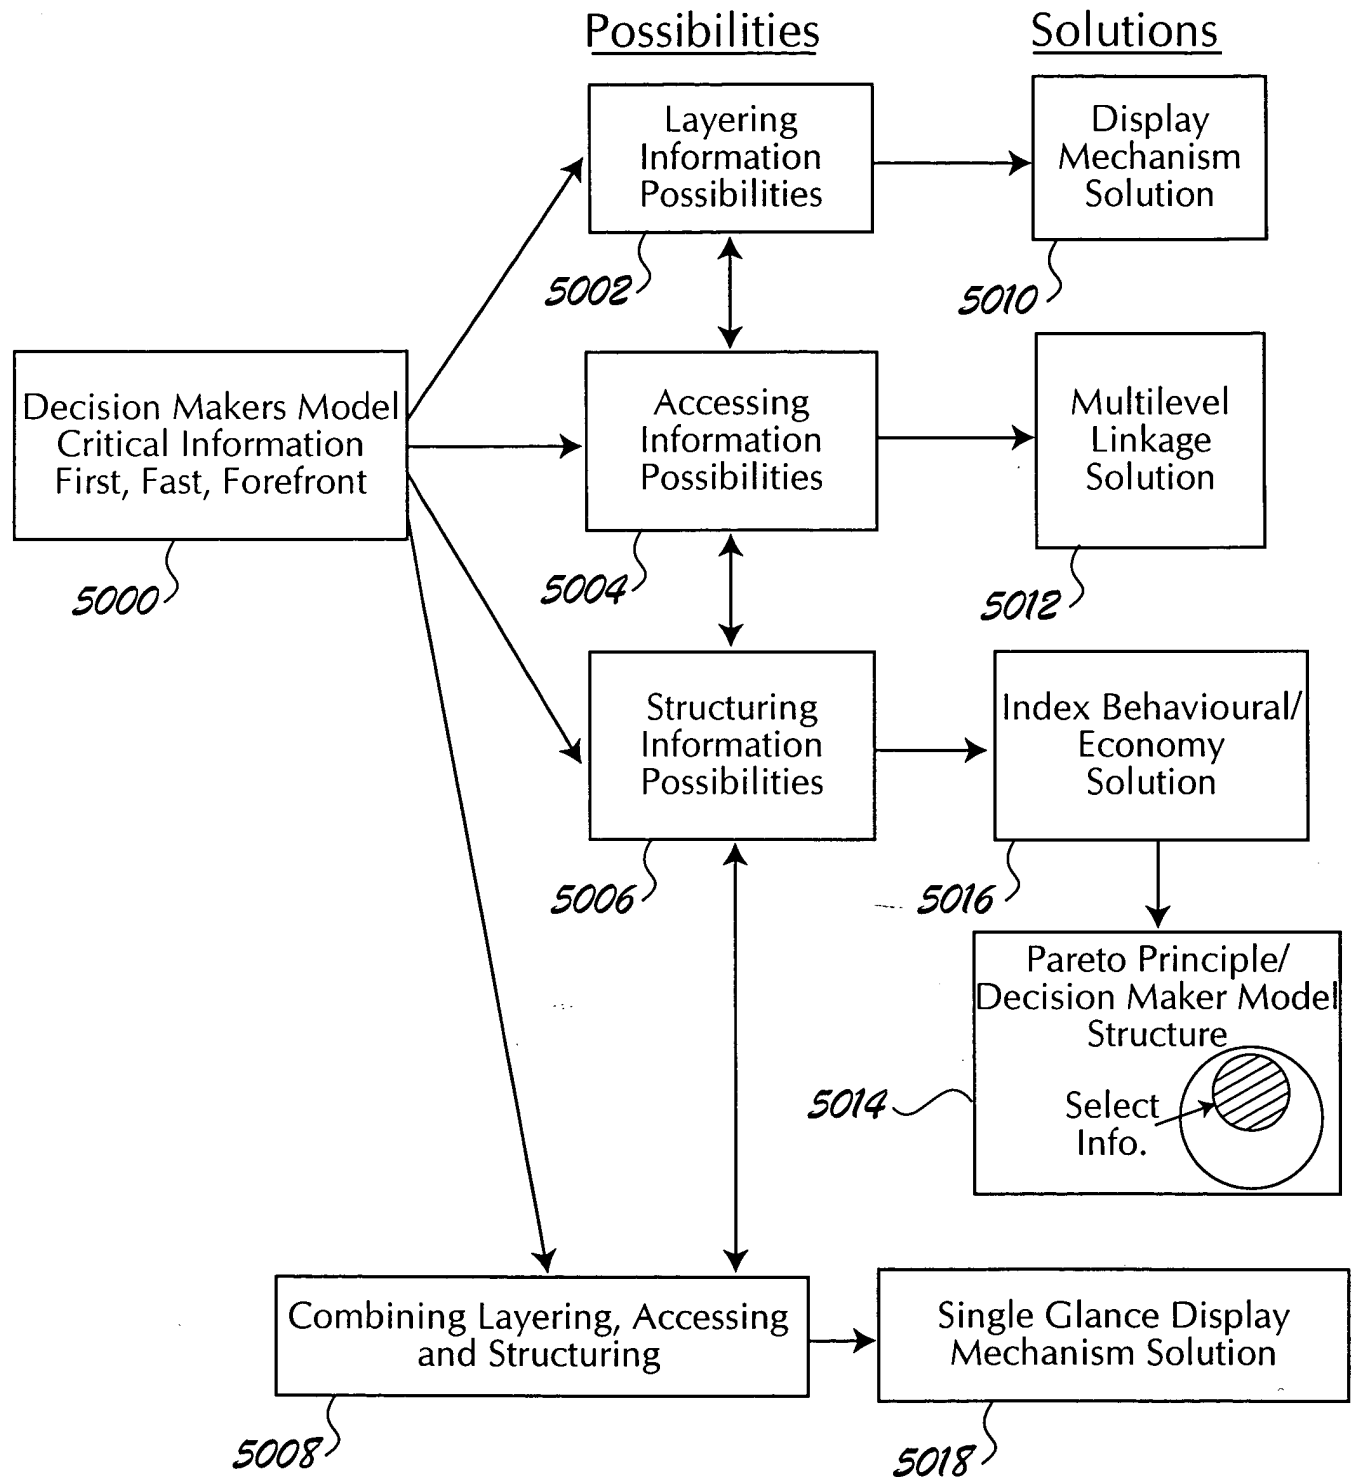 Possibilities
Solutions
Layering
Information
Possibilities
5002
Display
Mechanism
Solution
5010
Decision Makers Model
Critical Information
First, Fast, Forefront
5000
Accessing
Information
Possibilities
5004
Multilevel
Linkage
Solution
5012
Structuring
Information
Possibilities
5006
Index Behavioural/
Economy
Solution
5016
Pareto Principle/
Decision Maker Model
Structure
Select
Info.
5014
Combining Layering, Accessing
and Structuring
5008
Single Glance Display
Mechanism Solution
5018